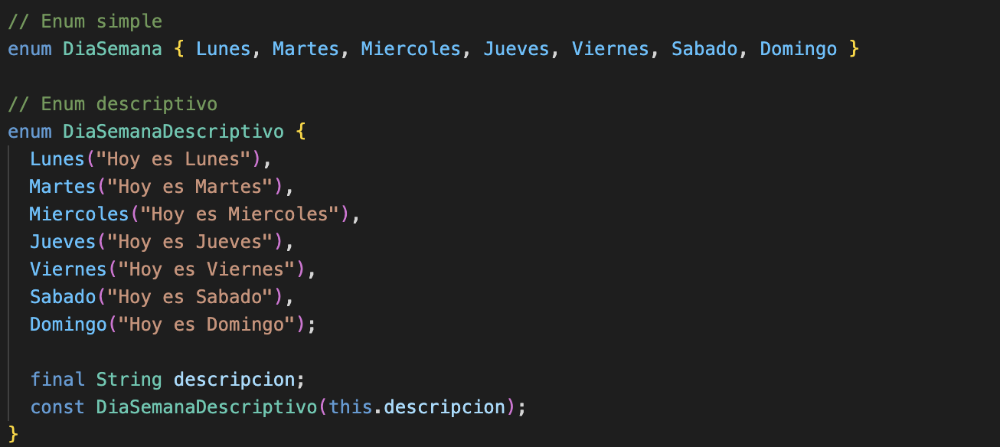 // Enum simple
enum DiaSemana { Lunes, Martes, Miercoles, Jueves, Viernes, Sabado, Domingo }
// Enum descriptivo
enum DiaSemanaDescriptivo {
  Lunes("Hoy es Lunes"),
  Martes("Hoy es Martes"),
  Miercoles("Hoy es Miercoles"),
  Jueves("Hoy es Jueves"),
  Viernes("Hoy es Viernes"),
  Sabado("Hoy es Sabado"),
  Domingo("Hoy es Domingo");
  final String descripcion;
  const DiaSemanaDescriptivo(this.descripcion);
}